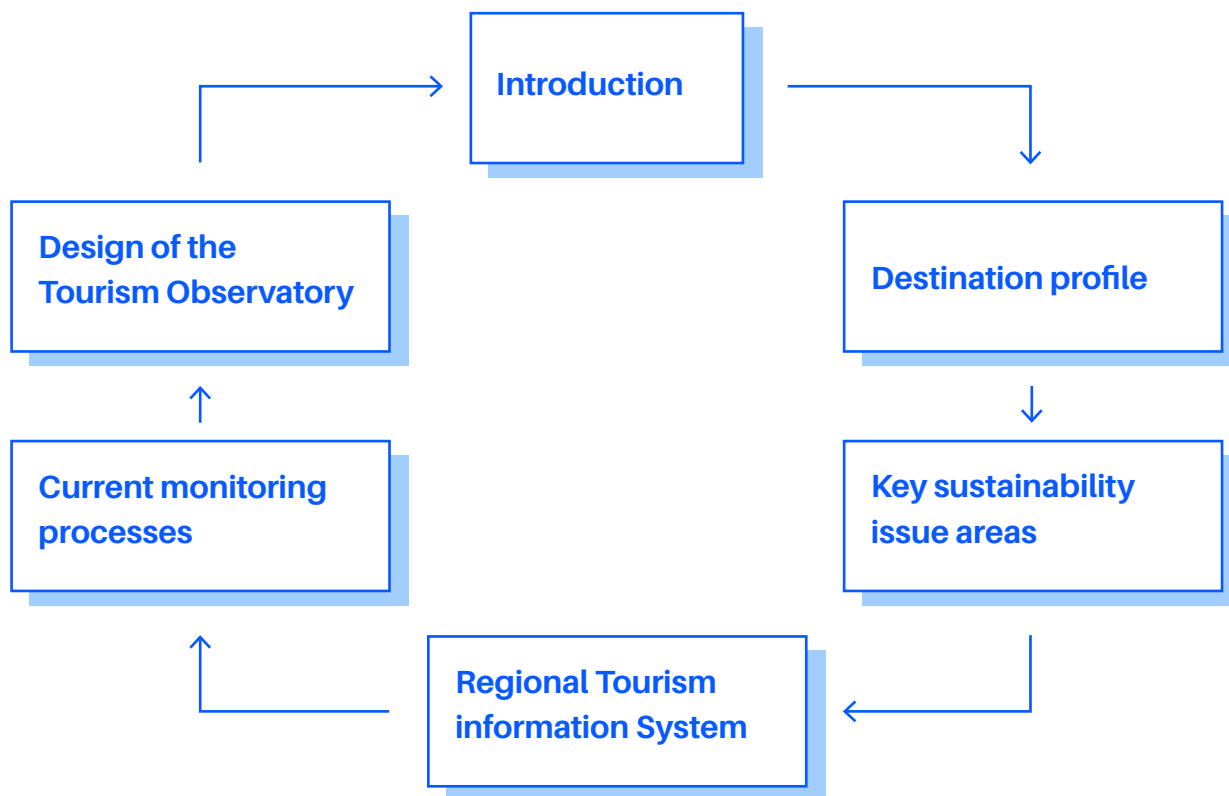 Introduction
Destination profile
Key sustainability
issue areas
Regional Tourism
information System
Current monitoring
processes
Design of the
Tourism Observatory